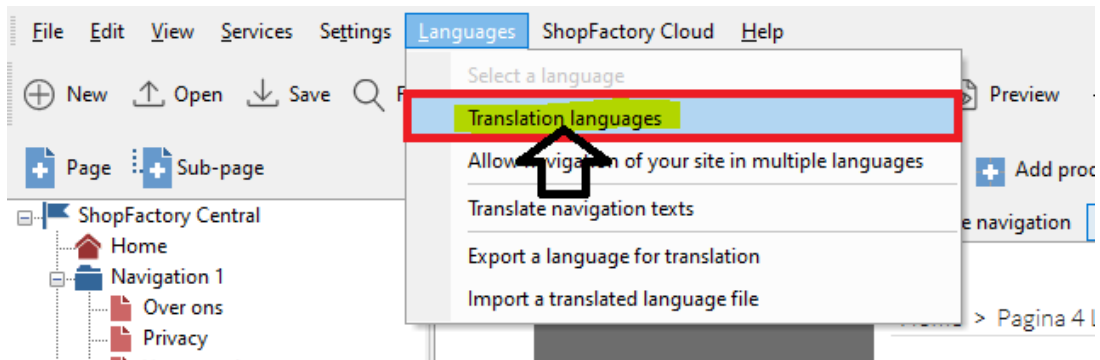 File Edit View Services Settings Languages ShopFactory Cloud Help
Select a language
New Open Save Preview
Translation languages
Allow navigation of your site in multiple languages
Page Sub-page Add
Translate navigation texts
ShopFactory Central
navigation
Home
Export a language for translation
Navigation 1
Import a translated language file
Over ons
> Pagina 4
Privacy